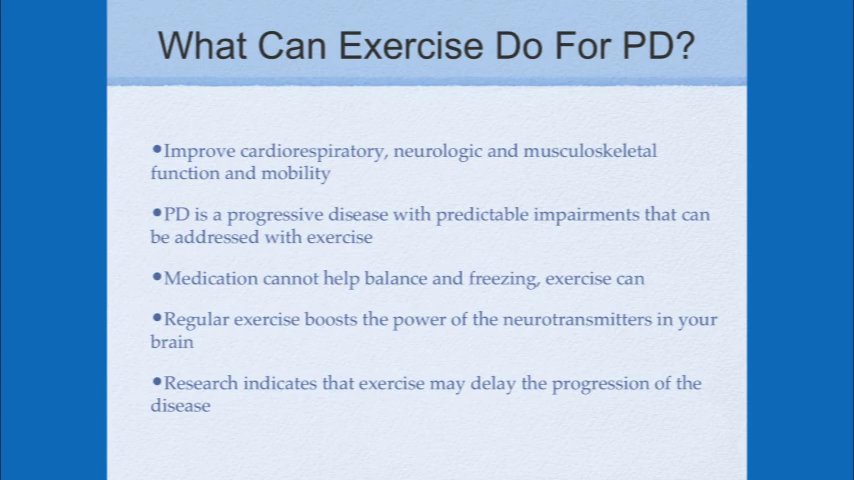 What Can Exercise Do For PD?
•Improve cardiorespiratory, neurologic and musculoskeletal
function and mobility
•PD is a progressive disease with predictable impairments that can
be addressed with exercise
•Medication cannot help balance and freezing, exercise can
•Regular exercise boosts the power of the neurotransmitters in your
brain
•Research indicates that exercise may delay the progression of the
disease